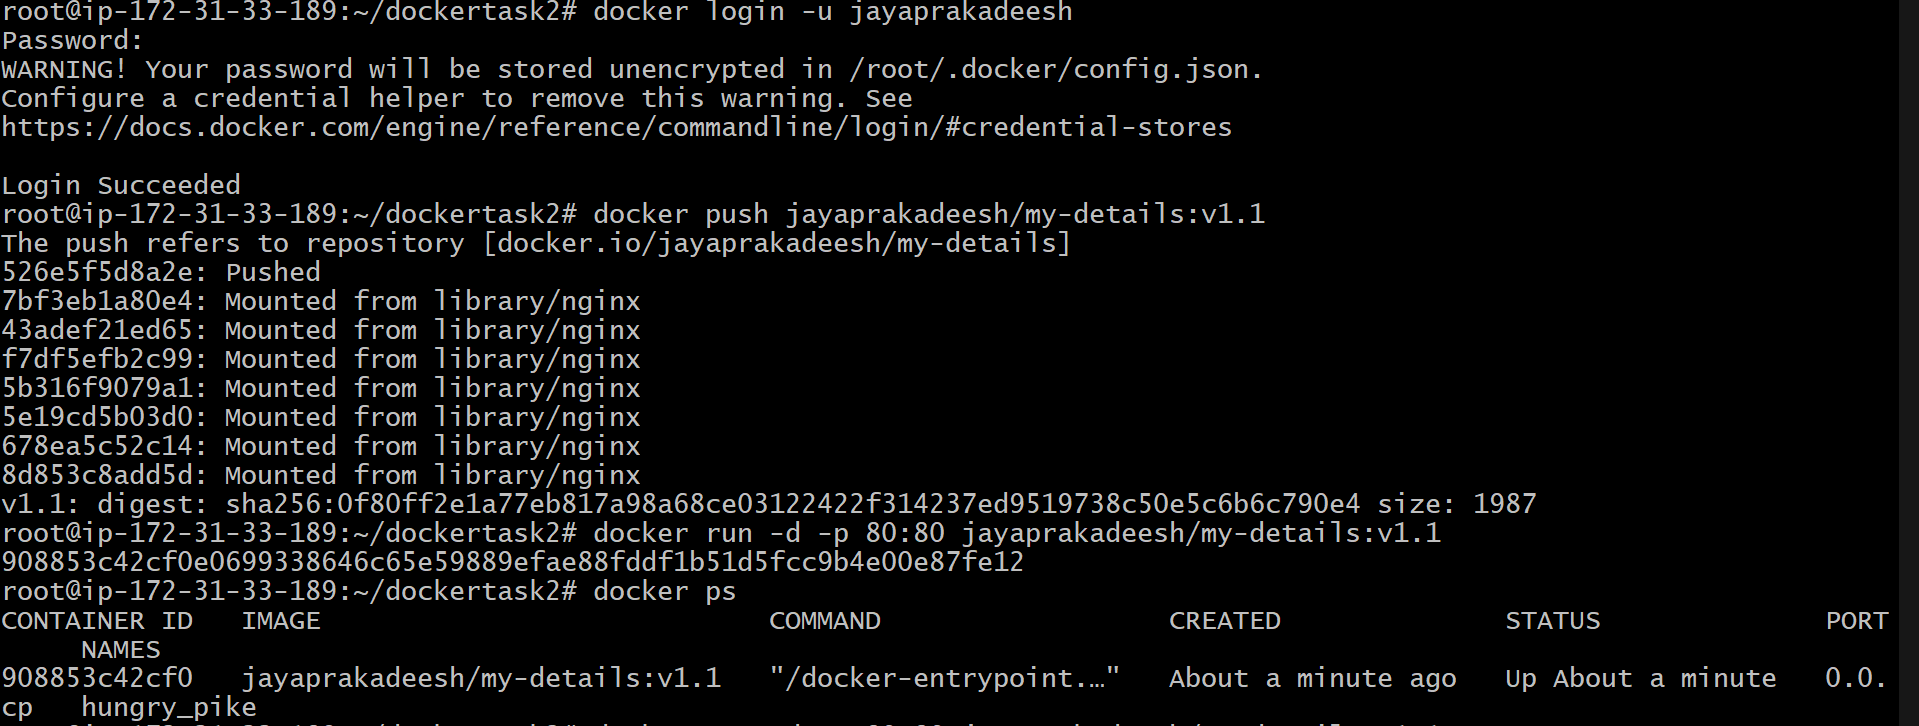 root@ip-172-31-33-189:~/dockertask2# docker login -u jayaprakadeesh
Password:
WARNING! Your password will be stored unencrypted in /root/.docker/config.json.
Configure a credential helper to remove this warning. See
https://docs.docker.com/engine/reference/commandline/login/#credential-stores
Login Succeeded
root@ip-172-31-33-189:~/dockertask2# docker push jayaprakadeesh/my-details:v1.1
The push refers to repository [docker.io/jayaprakadeesh/my-details]
526e5f5d8a2e: Pushed
7bf3eb1a80e4: Mounted from library/nginx
43adef21ed65: Mounted from library/nginx
f7df5efb2c99: Mounted from library/nginx
5b316f9079a1: Mounted from library/nginx
5e19cd5b03d0: Mounted from library/nginx
678ea5c52c14: Mounted from library/nginx
8d853c8add5d: Mounted from library/nginx
v1.1: digest: sha256:0f80ff2e1a77eb817a98a68ce03122422f314237ed9519738c50e5c6b6c790e4 size: 1987
root@ip-172-31-33-189:~/dockertask2# docker run -d -p 80:80 jayaprakadeesh/my-details:v1.1
908853c42cf0e0699338646c65e59889efae88fddf1b51d5fcc9b4e00e87fe12
root@ip-172-31-33-189:~/dockertask2# docker ps
CONTAINER ID   IMAGE                            COMMAND                  CREATED              STATUS              PORT
     NAMES
908853c42cf0   jayaprakadeesh/my-details:v1.1   "/docker-entrypoint.…"   About a minute ago   Up About a minute   0.0.
cp   hungry_pike